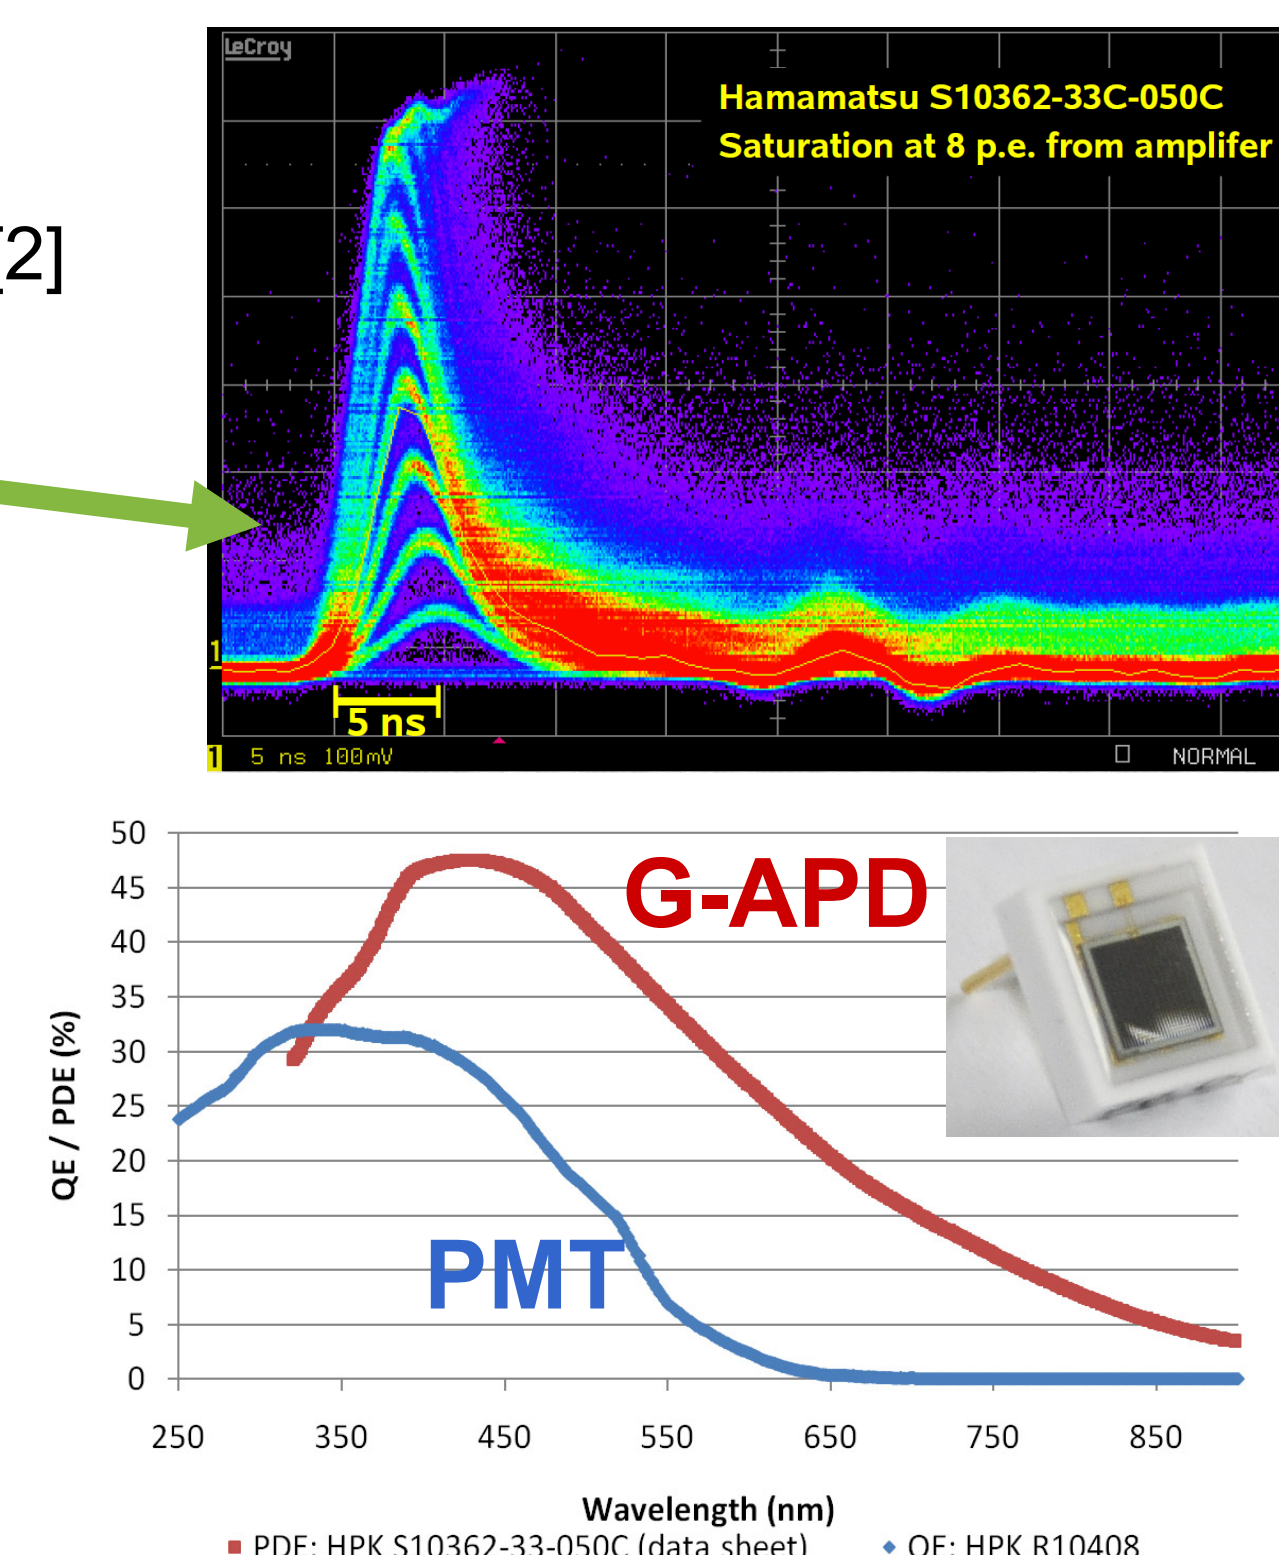 LeCroy
Hamamatsu S10362-33C-050C
Saturation at 8 p.e. from amplifer
[2]
1
5 ns
1 5 ns 100mV
NORMAL
50
45
40
35
30
25
20
15
10
5
0
QE / PDE (%)
G-APD
PMT
250 350 450 550 650 750 850
Wavelength (nm)
PDE: HPK S10362-33-050C (data sheet) QE: HPK R10408